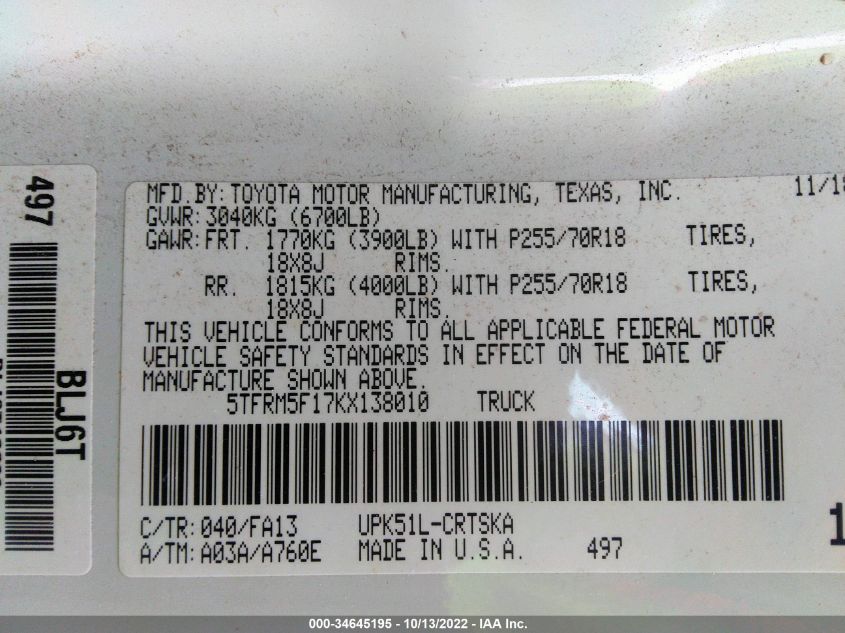 497
BLJ6T
MFD.BY:TOYOTA MOTOR MANUFACTURING, TEXAS, INC. 11/18
GVWR:3040KG (6700LB)
GAWR:FRT. 1770KG (3900LB) WITH P255/70R18 TIRES,
18X8J RIMS.
RR. 1815KG (4000LB) WITH P255/70R18 TIRES,
18X8J RIMS.
THIS VEHICLE CONFORMS TO ALL APPLICABLE FEDERAL MOTOR
VEHICLE SAFETY STANDARDS IN EFFECT ON THE DATE OF
MANUFACTURE SHOWN ABOVE.
5TFRM5F17KX138010 TRUCK
C/TR:040/FA13 UPK51L-CRTSKA
A/TM:A03A/A760E MADE IN U.S.A. 497
1
000-34645195 - 10/13/2022 - IAA Inc.